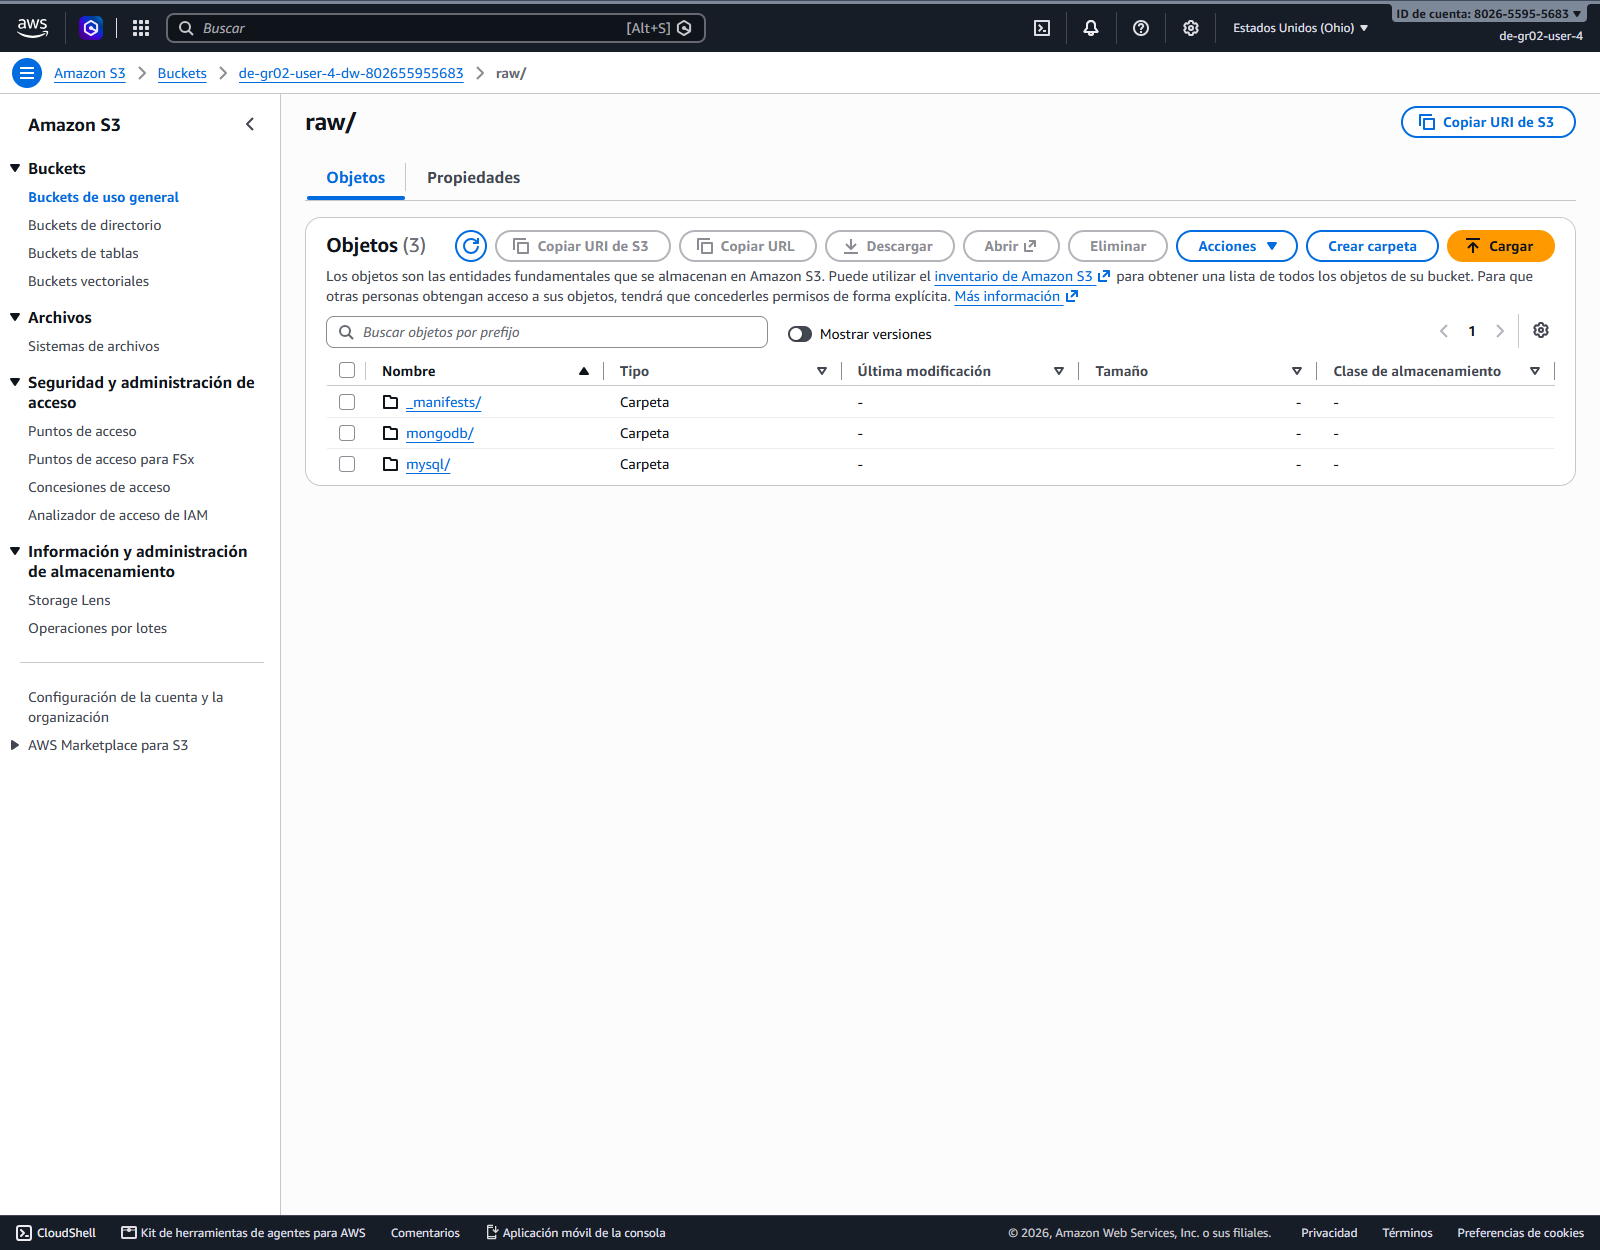 aws
Buscar
[Alt+S]
Estados Unidos (Ohio)
ID de cuenta: 8026-5595-5683
de-gr02-user-4
Amazon S3
Buckets
de-gr02-user-4-dw-802655955683
raw/
Amazon S3
Buckets
Buckets de uso general
Buckets de directorio
Buckets de tablas
Buckets vectoriales
Archivos
Sistemas de archivos
Seguridad y administración de
acceso
Puntos de acceso
Puntos de acceso para FSx
Concesiones de acceso
Analizador de acceso de IAM
Información y administración
de almacenamiento
Storage Lens
Operaciones por lotes
Configuración de la cuenta y la
organización
AWS Marketplace para S3
raw/
Copiar URI de S3
Objetos
Propiedades
Objetos (3)
Copiar URI de S3
Copiar URL
Descargar
Abrir
Eliminar
Acciones
Crear carpeta
Cargar
Los objetos son las entidades fundamentales que se almacenan en Amazon S3. Puede utilizar el inventario de Amazon S3 para obtener una lista de todos los objetos de su bucket. Para que
otras personas obtengan acceso a sus objetos, tendrá que concederles permisos de forma explícita. Más información
Buscar objetos por prefijo
Mostrar versiones
1
Nombre Tipo Última modificación Tamaño Clase de almacenamiento
_manifests/ Carpeta - - -
mongodb/ Carpeta - - -
mysql/ Carpeta - - -
CloudShell
Kit de herramientas de agentes para AWS
Comentarios
Aplicación móvil de la consola
© 2026, Amazon Web Services, Inc. o sus filiales.
Privacidad
Términos
Preferencias de cookies